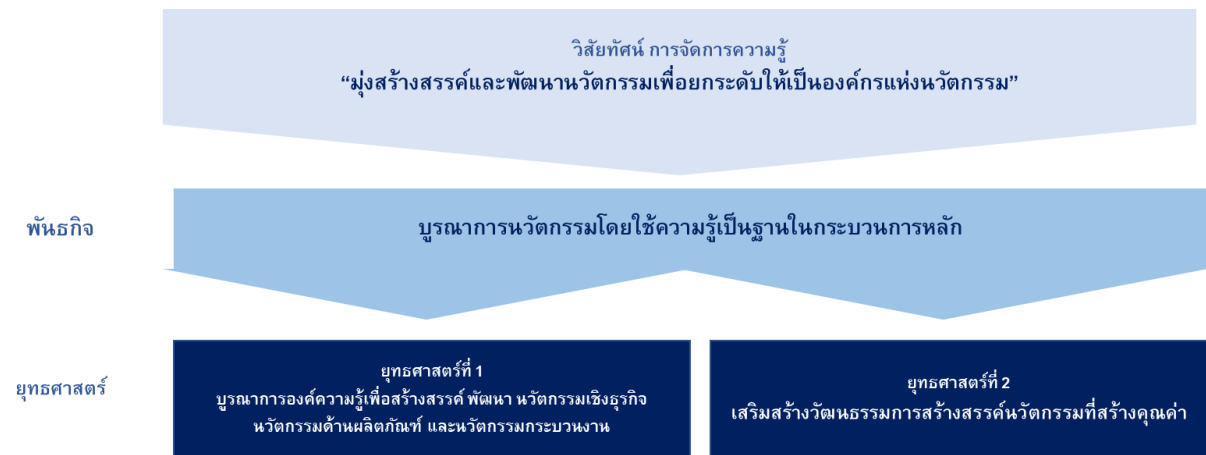 วิสัยทัศน์ การจัดการความรู้
“มุ่งสร้างสรรค์และพัฒนานวัตกรรมเพื่อยกระดับให้เป็นองค์กรแห่งนวัตกรรม”
พันธกิจ
บูรณาการนวัตกรรมโดยใช้ความรู้เป็นฐานในกระบวนการหลัก
ยุทธศาสตร์
ยุทธศาสตร์ที่ 1
บูรณาการองค์ความรู้เพื่อสร้างสรรค์ พัฒนา นวัตกรรมเชิงธุรกิจ
นวัตกรรมด้านผลิตภัณฑ์ และนวัตกรรมกระบวนงาน
ยุทธศาสตร์ที่ 2
เสริมสร้างวัฒนธรรมการสร้างสรรค์นวัตกรรมที่สร้างคุณค่า